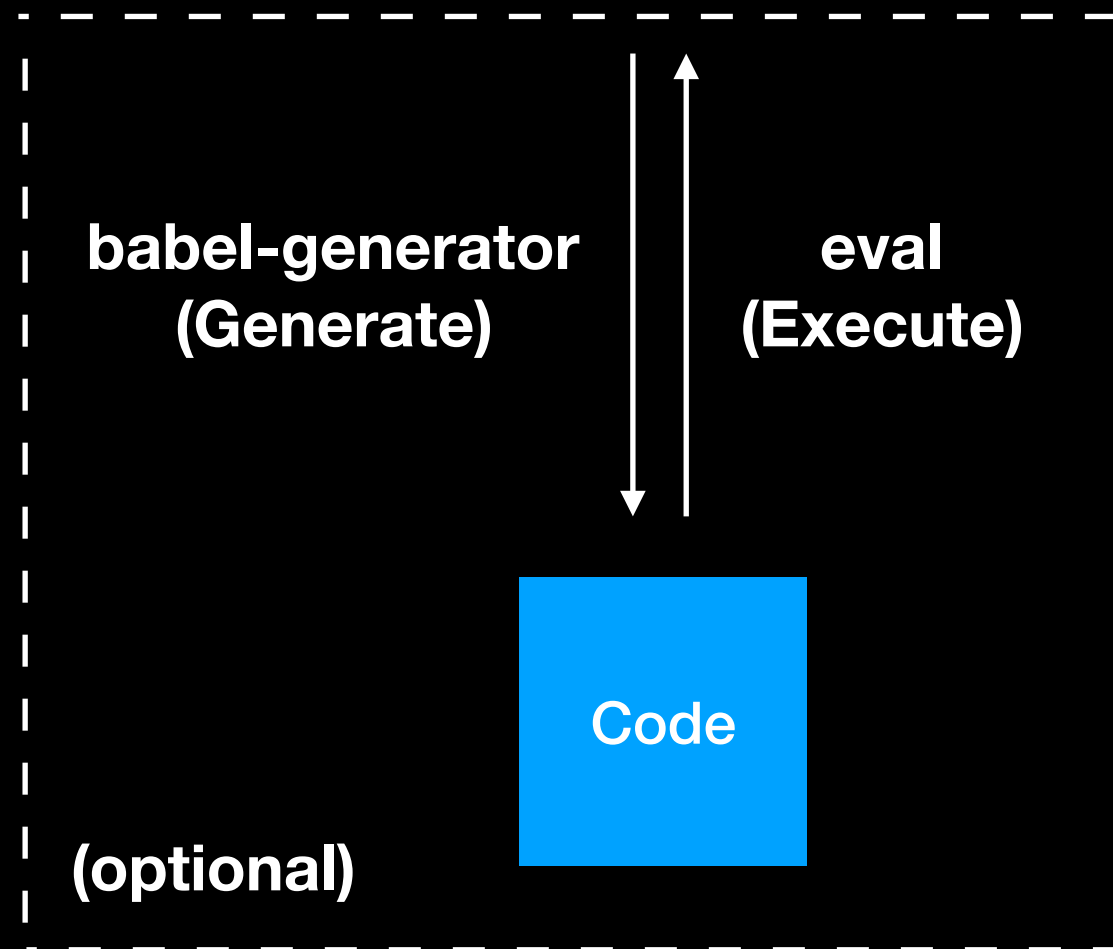 babel-generator
(Generate)
eval
(Execute)
Code
(optional)